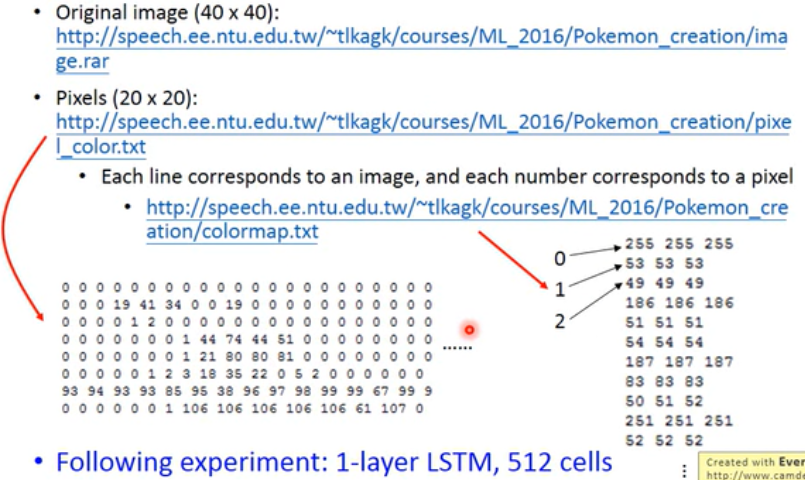 • Original image (40 x 40):
http://speech.ee.ntu.edu.tw/~tlkagk/courses/ML_2016/Pokemon_creation/ima
ge.rar
• Pixels (20 x 20):
http://speech.ee.ntu.edu.tw/~tlkagk/courses/ML_2016/Pokemon_creation/pixe
l_color.txt
• Each line corresponds to an image, and each number corresponds to a pixel
• http://speech.ee.ntu.edu.tw/~tlkagk/courses/ML_2016/Pokemon_cre
ation/colormap.txt
0 0 0 0 0 0 0 0 0 0 0 0 0 0 0 0 0 0 0 0
0 0 0 19 41 34 0 0 19 0 0 0 0 0 0 0 0 0
0 0 0 0 1 2 0 0 0 0 0 0 0 0 0 0 0 0 0 0
0 0 0 0 0 0 0 1 44 74 44 51 0 0 0 0 0 0 0
0 0 0 0 0 0 0 1 21 80 80 81 0 0 0 0 0 0 0
0 0 0 0 0 1 2 3 18 35 22 0 5 2 0 0 0 0 0 0
93 94 93 93 85 95 38 96 97 98 99 99 67 99 9
0 0 0 0 0 0 1 106 106 106 106 106 61 107 0
......
0
1
2
255 255 255
53 53 53
49 49 49
186 186 186
51 51 51
54 54 54
187 187 187
83 83 83
50 51 52
251 251 251
52 52 52
⋮
• Following experiment: 1-layer LSTM, 512 cells
Created with Ever
http://www.camde